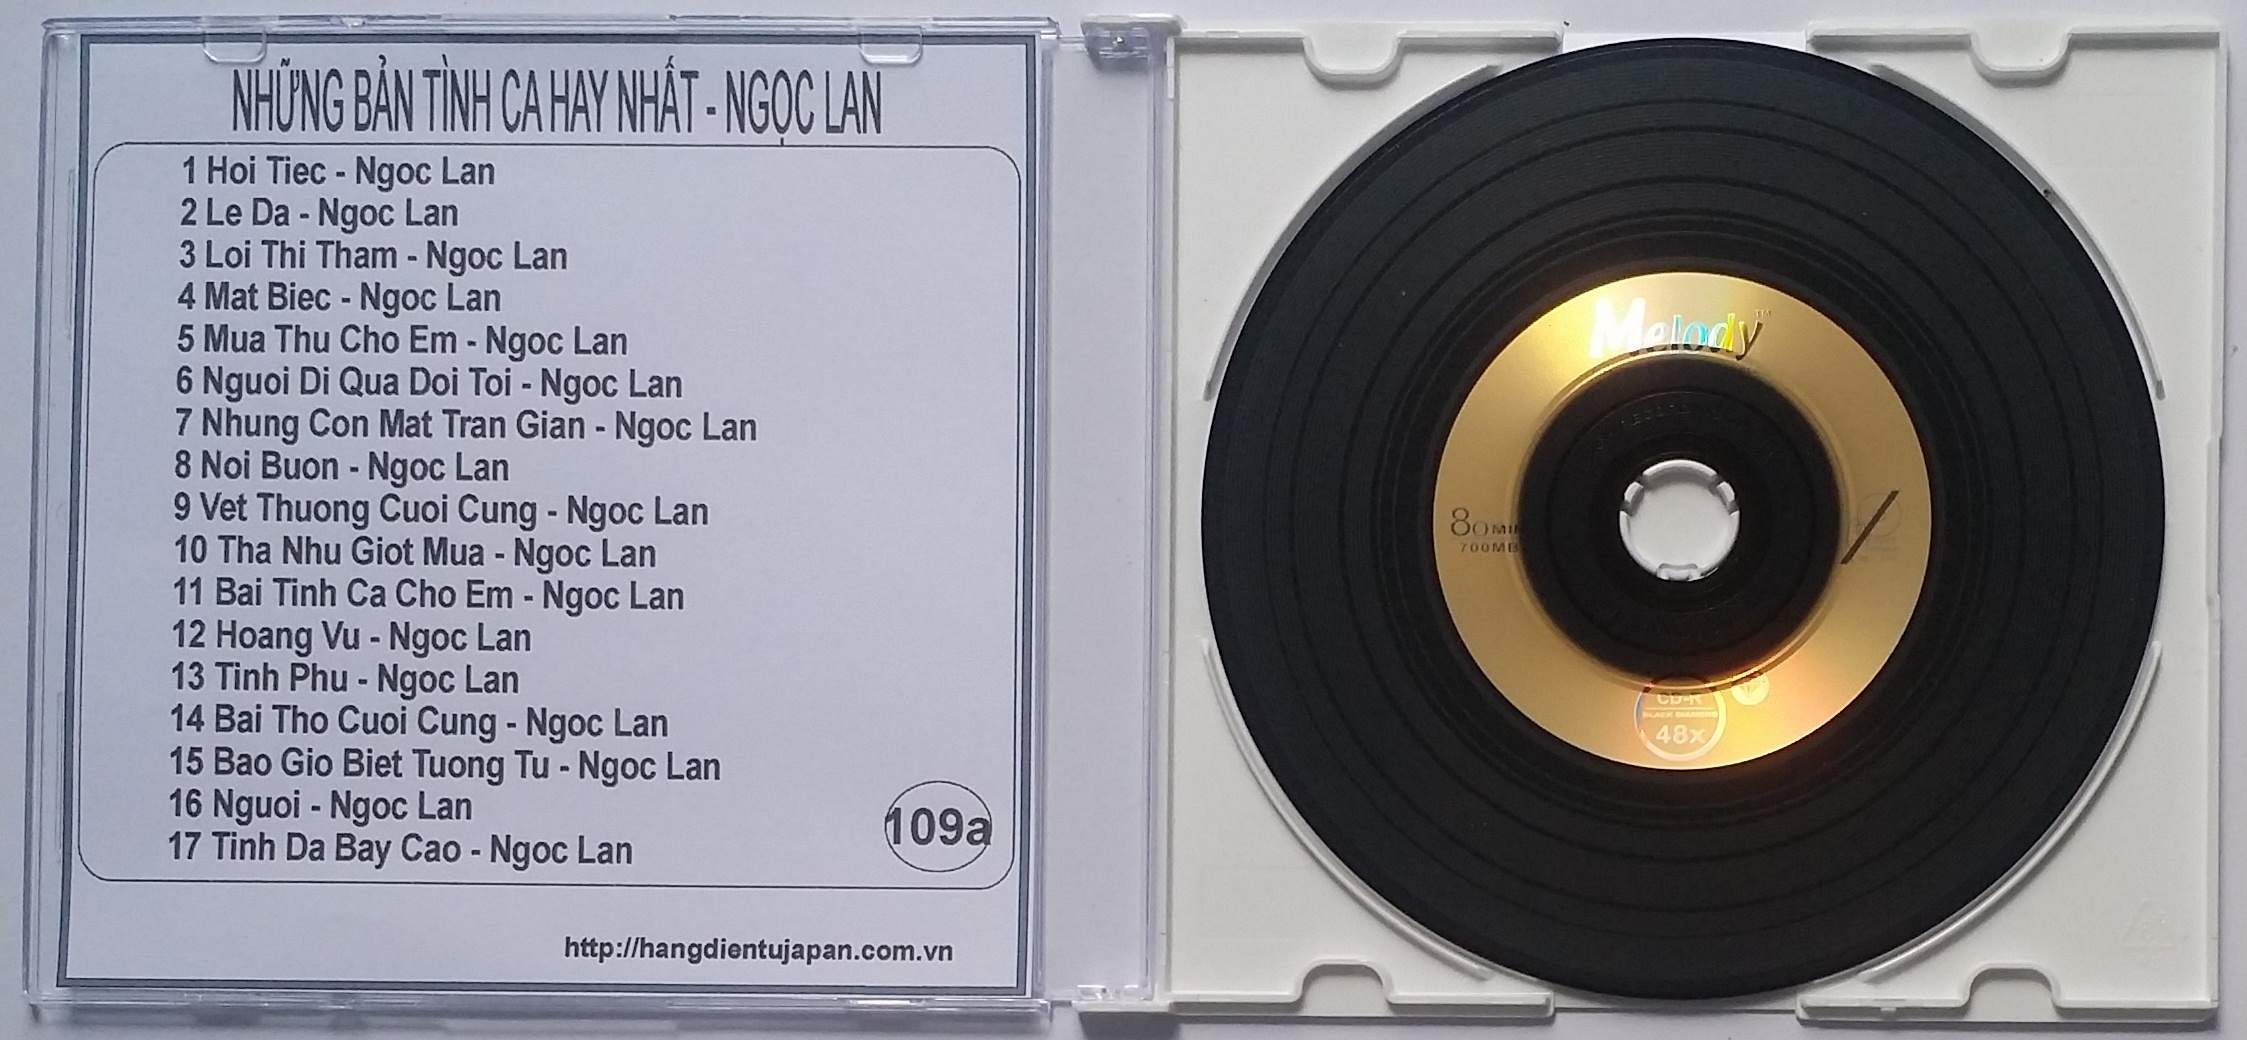 NHỮNG BẢN TÌNH CA HAY NHẤT - NGỌC LAN
1 Hoi Tiec - Ngoc Lan
2 Le Da - Ngoc Lan
3 Loi Thi Tham - Ngoc Lan
4 Mat Biec - Ngoc Lan
5 Mua Thu Cho Em - Ngoc Lan
6 Nguoi Di Qua Doi Toi - Ngoc Lan
7 Nhung Con Mat Tran Gian - Ngoc Lan
8 Noi Buon - Ngoc Lan
9 Vet Thuong Cuoi Cung - Ngoc Lan
10 Tha Nhu Giot Mua - Ngoc Lan
11 Bai Tinh Ca Cho Em - Ngoc Lan
12 Hoang Vu - Ngoc Lan
13 Tinh Phu - Ngoc Lan
14 Bai Tho Cuoi Cung - Ngoc Lan
15 Bao Gio Biet Tuong Tu - Ngoc Lan
16 Nguoi - Ngoc Lan
17 Tinh Da Bay Cao - Ngoc Lan
109a
http://hangdientujapan.com.vn
Melody™
80 MIN
700MB
CD-R
BLACK DIAMOND
48x